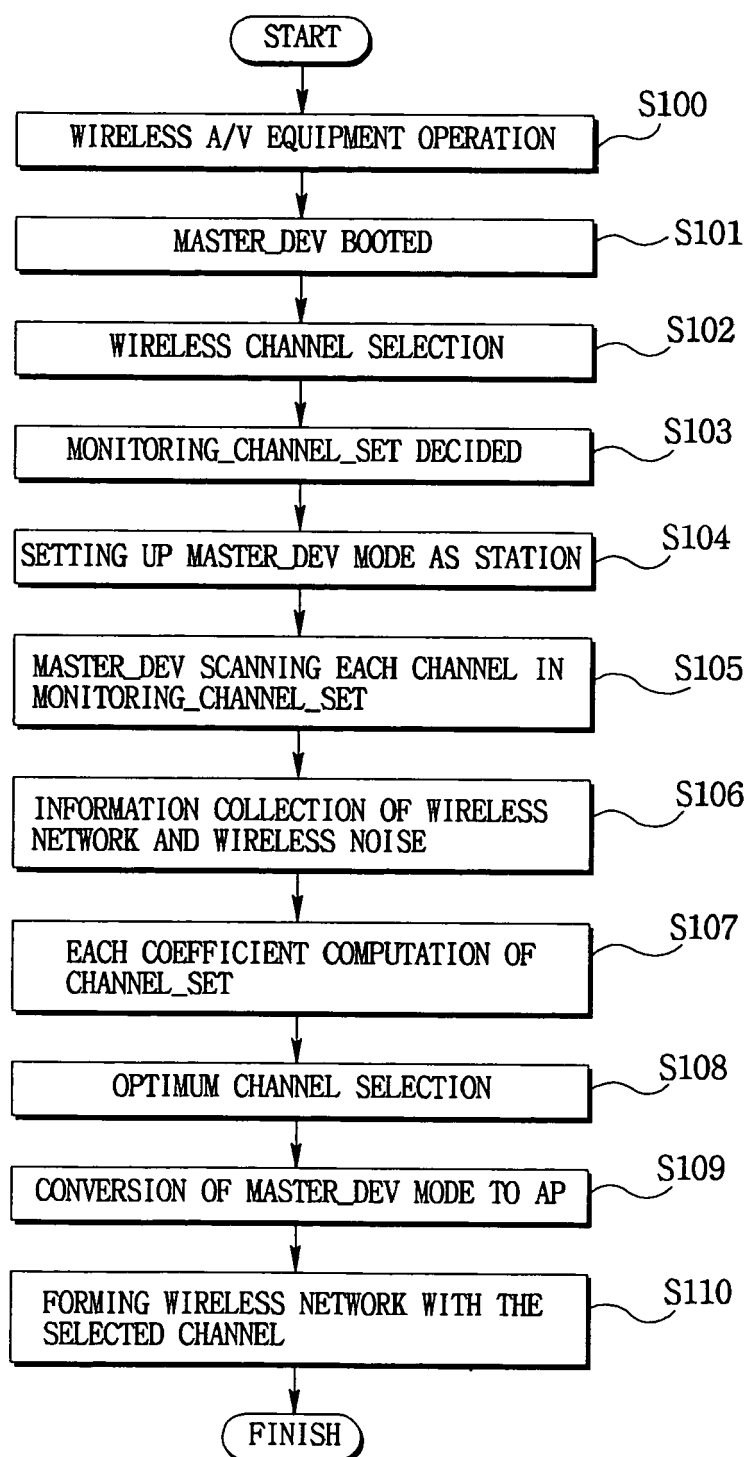 START
WIRELESS A/V EQUIPMENT OPERATION
S100
MASTER_DEV BOOTED
S101
WIRELESS CHANNEL SELECTION
S102
MONITORING_CHANNEL_SET DECIDED
S103
SETTING UP MASTER_DEV MODE AS STATION
S104
MASTER_DEV SCANNING EACH CHANNEL IN
MONITORING_CHANNEL_SET
S105
INFORMATION COLLECTION OF WIRELESS
NETWORK AND WIRELESS NOISE
S106
EACH COEFFICIENT COMPUTATION OF
CHANNEL_SET
S107
OPTIMUM CHANNEL SELECTION
S108
CONVERSION OF MASTER_DEV MODE TO AP
S109
FORMING WIRELESS NETWORK WITH THE
SELECTED CHANNEL
S110
FINISH